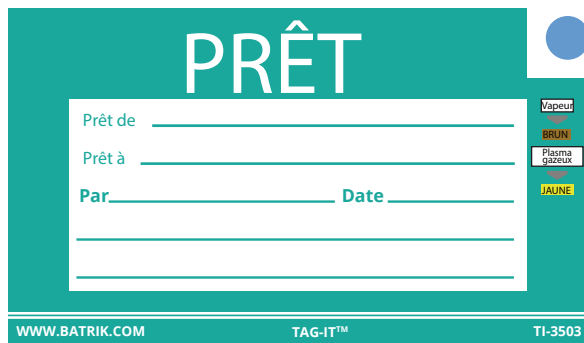 PRÊT
Prêt de
Prêt à
Par Date
Vapeur
BRUN
Plasma
gazeux
JAUNE
WWW.BATRIK.COM TAG-IT™ TI-3503